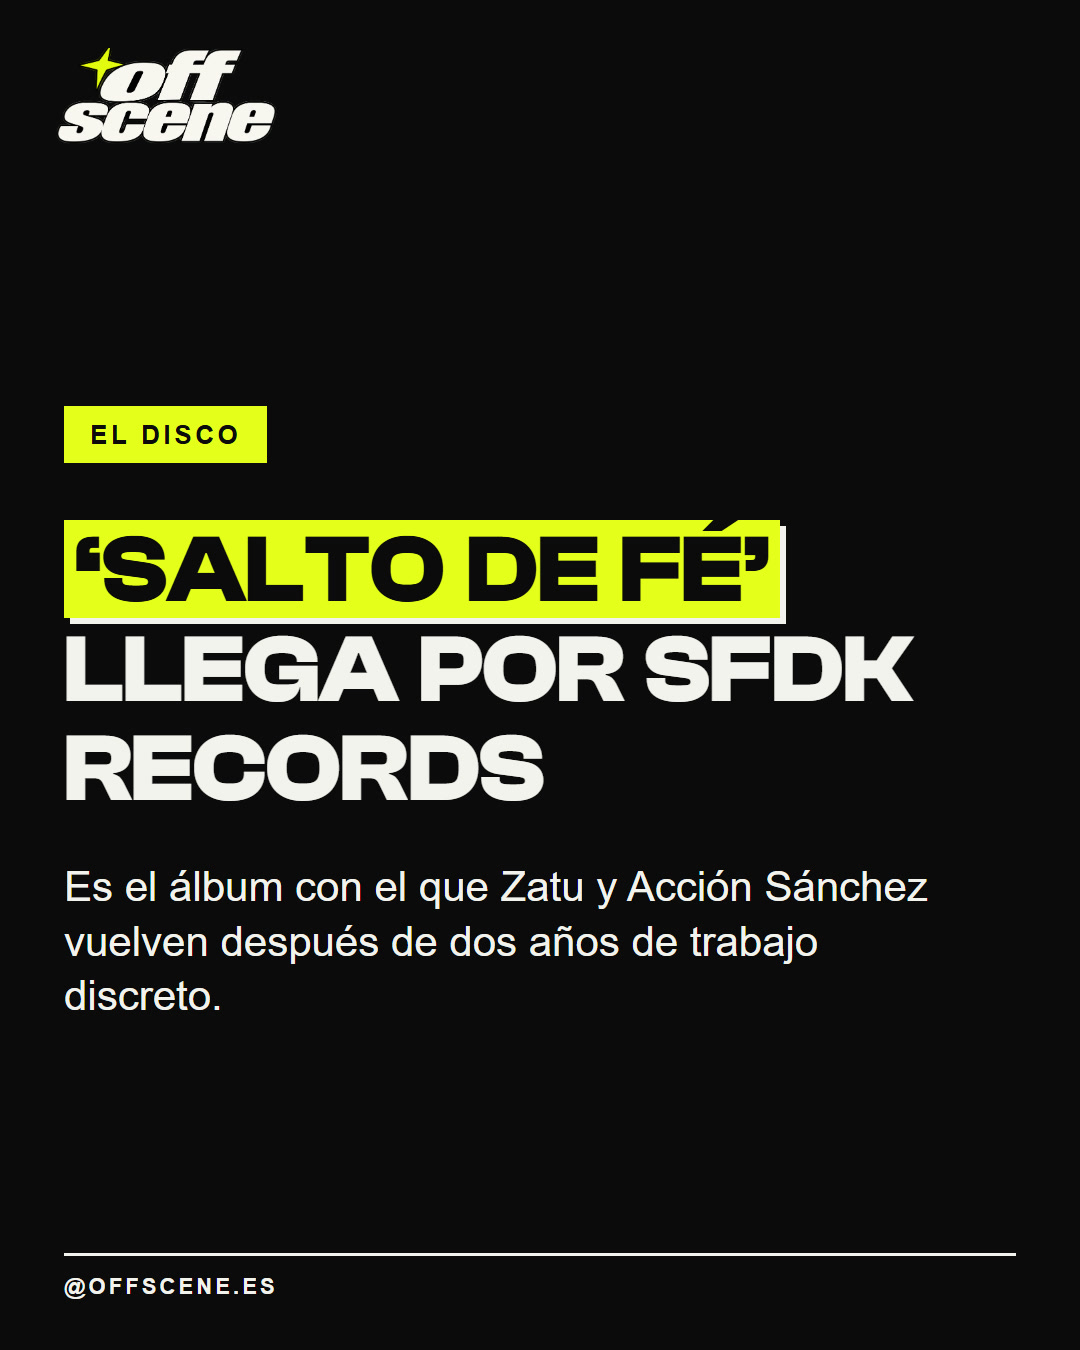 off
scene
EL DISCO
‘SALTO DE FÉ’
LLEGA POR SFDK
RECORDS
Es el álbum con el que Zatu y Acción Sánchez
vuelven después de dos años de trabajo
discreto.
@OFFSCENE.ES